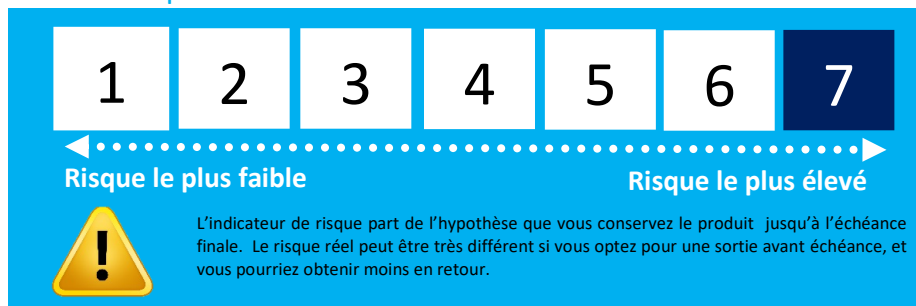 1 2 3 4 5 6 7
Risque le plus faible Risque le plus élevé
L'indicateur de risque part de l'hypothèse que vous conservez le produit jusqu'à l'échéance
finale. Le risque réel peut être très différent si vous optez pour une sortie avant échéance, et
vous pourriez obtenir moins en retour.